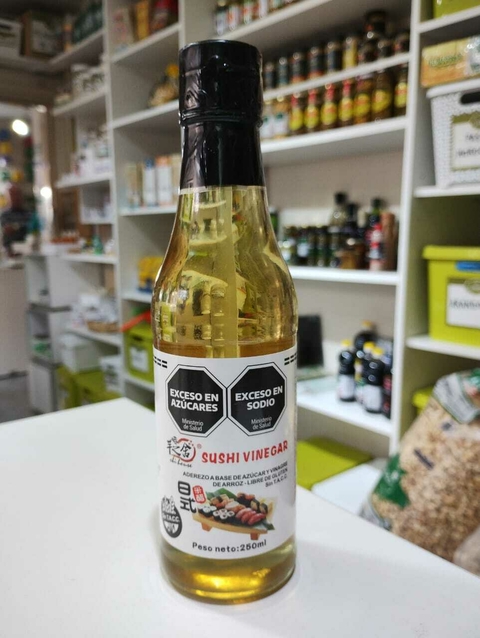 EXCESO EN
AZÚCARES
Ministerio
de Salud
EXCESO EN
SODIO
Ministerio
de Salud
®
SUSHI VINEGAR
ADEREZO A BASE DE AZÚCAR Y VINAGRE
DE ARROZ - LIBRE DE GLUTEN
Sin T.A.C.C.
Peso neto:250ml